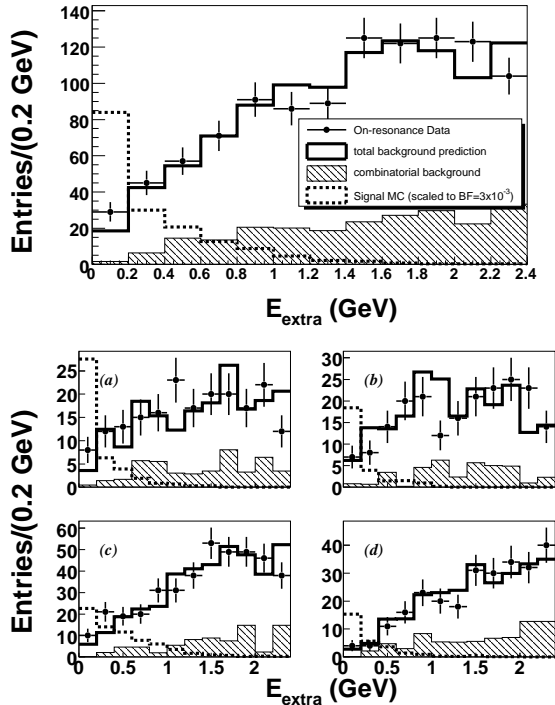 Entries/(0.2 GeV)
140
120
100
80
60
40
20
0
On-resonance Data
total background prediction
combinatorial background
Signal MC (scaled to BF=3x10-3)
0 0.2 0.4 0.6 0.8 1 1.2 1.4 1.6 1.8 2 2.2 2.4
Eextra (GeV)
Entries/(0.2 GeV)
(a)
25
20
15
10
5
0
(b)
30
25
20
15
10
5
0
(c)
60
50
40
30
20
10
0
0 0.5 1 1.5 2
(d)
40
30
20
10
0
0 0.5 1 1.5 2
Eextra (GeV)